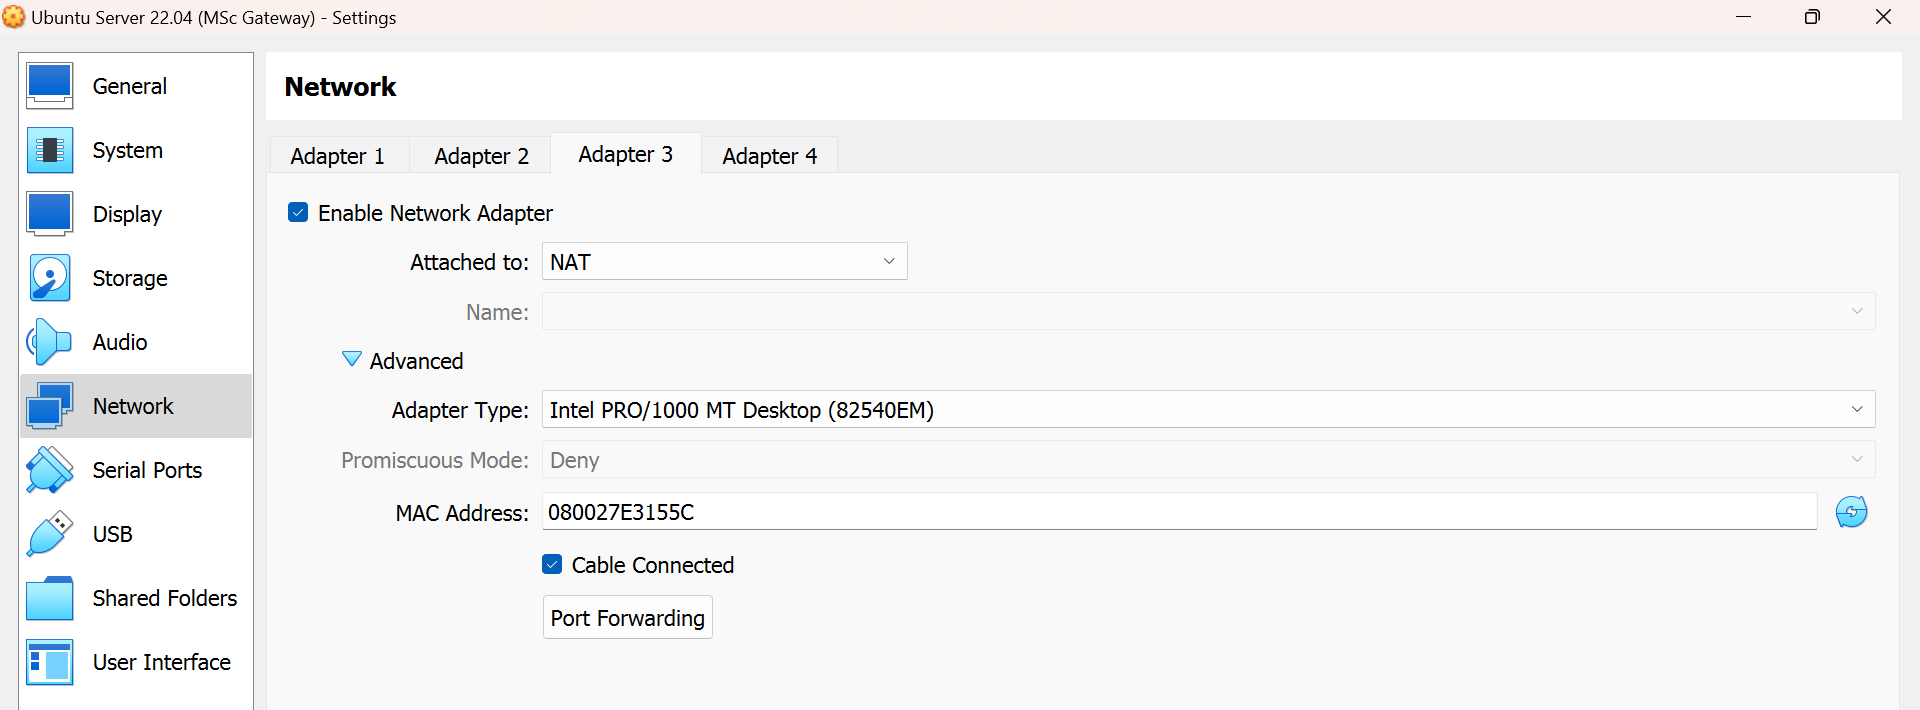 Ubuntu Server 22.04 (MSc Gateway) - Settings
General
System
Display
Storage
Audio
Network
Serial Ports
USB
Shared Folders
User Interface
Network
Adapter 1 Adapter 2 Adapter 3 Adapter 4
Enable Network Adapter
Attached to: NAT
Name:
Advanced
Adapter Type: Intel PRO/1000 MT Desktop (82540EM)
Promiscuous Mode: Deny
MAC Address: 080027E3155C
Cable Connected
Port Forwarding